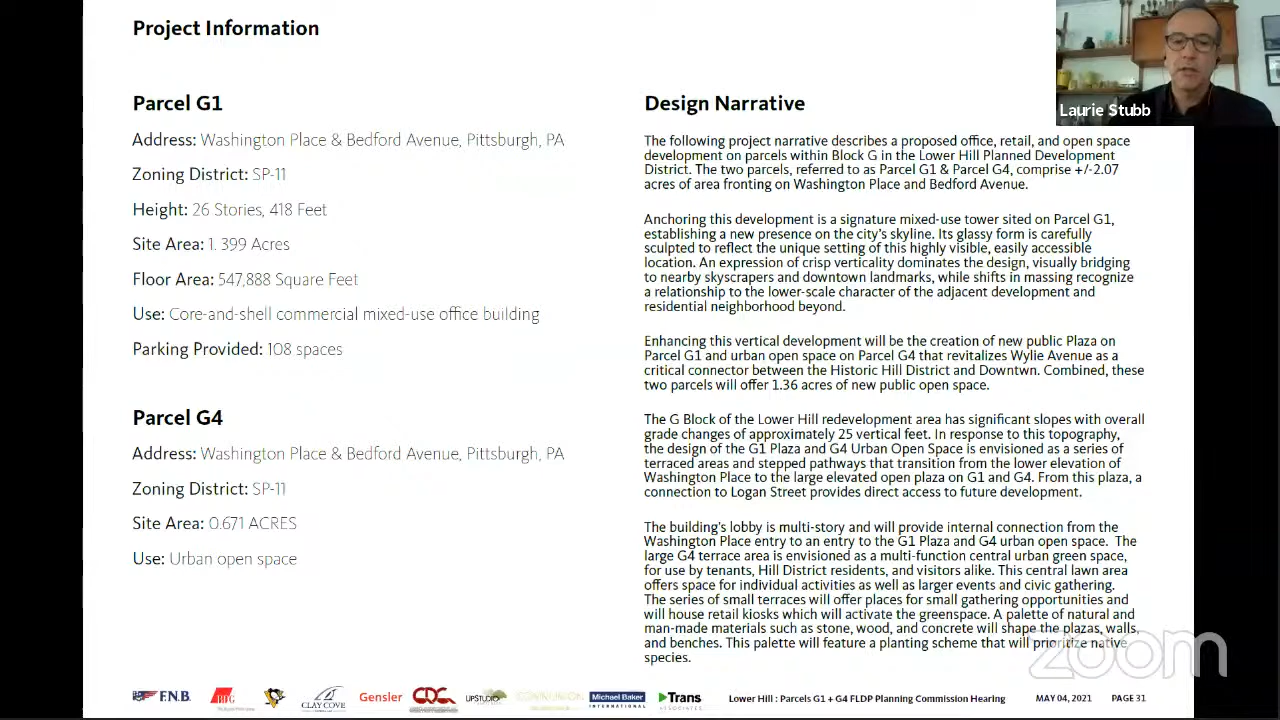 Project Information
Laurie Stubb
Parcel G1
Address: Washington Place & Bedford Avenue, Pittsburgh, PA
Zoning District: SP-11
Height: 26 Stories, 418 Feet
Site Area: 1. 399 Acres
Floor Area: 547,888 Square Feet
Use: Core-and-shell commercial mixed-use office building
Parking Provided: 108 spaces
Parcel G4
Address: Washington Place & Bedford Avenue, Pittsburgh, PA
Zoning District: SP-11
Site Area: 0.671 ACRES
Use: Urban open space
Design Narrative
The following project narrative describes a proposed office, retail, and open space
development on parcels within Block G in the Lower Hill Planned Development
District. The two parcels, referred to as Parcel G1 & Parcel G4, comprise +/-2.07
acres of area fronting on Washington Place and Bedford Avenue.
Anchoring this development is a signature mixed-use tower sited on Parcel G1,
establishing a new presence on the city's skyline. Its glassy form is carefully
sculpted to reflect the unique setting of this highly visible, easily accessible
location. An expression of crisp verticality dominates the design, visually bridging
to nearby skyscrapers and downtown landmarks, while shifts in massing recognize
a relationship to the lower-scale character of the adjacent development and
residential neighborhood beyond.
Enhancing this vertical development will be the creation of new public Plaza on
Parcel G1 and urban open space on Parcel G4 that revitalizes Wylie Avenue as a
critical connector between the Historic Hill District and Downtwn. Combined, these
two parcels will offer 1.36 acres of new public open space.
The G Block of the Lower Hill redevelopment area has significant slopes with overall
grade changes of approximately 25 vertical feet. In response to this topography,
the design of the G1 Plaza and G4 Urban Open Space is envisioned as a series of
terraced areas and stepped pathways that transition from the lower elevation of
Washington Place to the large elevated open plaza on G1 and G4. From this plaza, a
connection to Logan Street provides direct access to future development.
The building's lobby is multi-story and will provide internal connection from the
Washington Place entry to an entry to the G1 Plaza and G4 urban open space. The
large G4 terrace area is envisioned as a multi-function central urban green space,
for use by tenants, Hill District residents, and visitors alike. This central lawn area
offers space for individual activities as well as larger events and civic gathering.
The series of small terraces will offer places for small gathering opportunities and
will house retail kiosks which will activate the greenspace. A palette of natural and
man-made materials such as stone, wood, and concrete will shape the plazas, walls,
and benches. This palette will feature a planting scheme that will prioritize native
species.
zoom
F.N.B. BPG CLAY COVE Gensler CDC UPSTUDIO CONTINUUM Michael Baker INTERNATIONAL Trans ASSOCIATES
Lower Hill : Parcels G1 + G4 FLDP Planning Commission Hearing MAY 04, 2021 PAGE 31